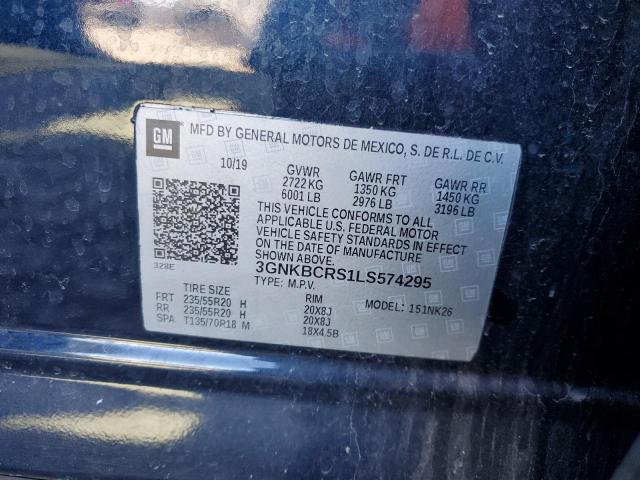 GM MFD BY GENERAL MOTORS DE MEXICO, S. DE R.L. DE C.V.
10/19 GVWR GAWR FRT GAWR RR
2722 KG 1350 KG 1450 KG
6001 LB 2976 LB 3196 LB
THIS VEHICLE CONFORMS TO ALL
APPLICABLE U.S. FEDERAL MOTOR
VEHICLE SAFETY STANDARDS IN EFFECT
ON THE DATE OF MANUFACTURE
SHOWN ABOVE.
328E 3GNKBCRS1LS574295
TYPE: M.P.V. MODEL: 151NK26
TIRE SIZE RIM
FRT 235/55R20 H 20X8J
RR 235/55R20 H 20X8J
SPA T135/70R18 M 18X4.5B